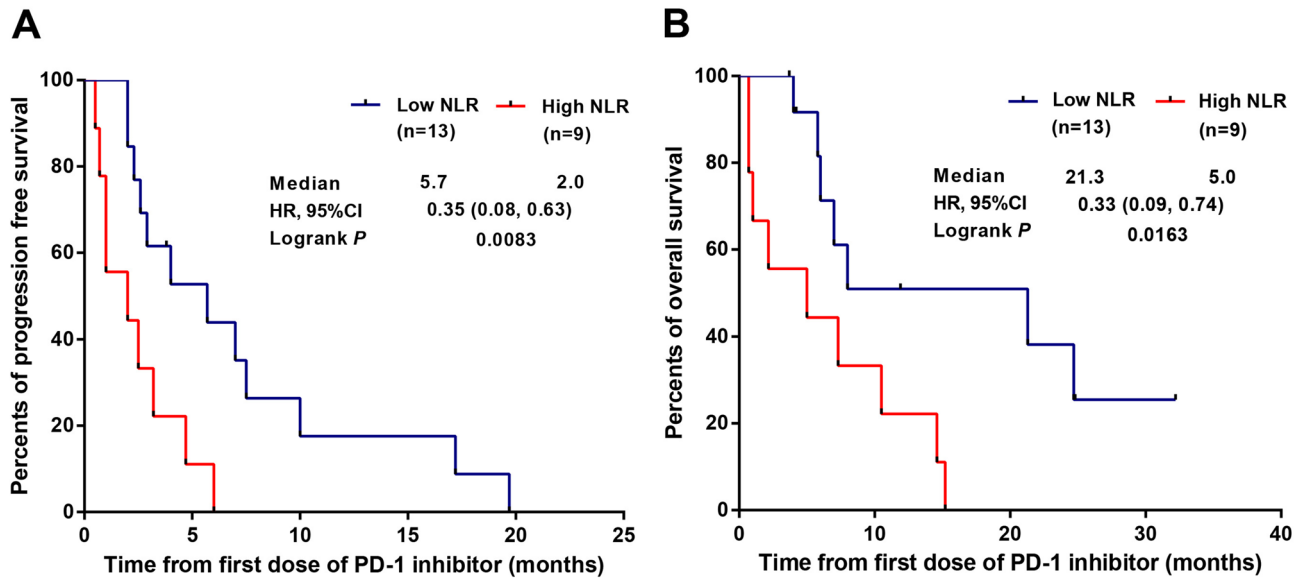 A
Percents of progression free survival
100
80
60
40
20
0
0 5 10 15 20 25
Time from first dose of PD-1 inhibitor (months)
Low NLR High NLR
(n=13) (n=9)
Median 5.7 2.0
HR, 95%CI 0.35 (0.08, 0.63)
Logrank P 0.0083
B
Percents of overall survival
100
80
60
40
20
0
0 10 20 30 40
Time from first dose of PD-1 inhibitor (months)
Low NLR High NLR
(n=13) (n=9)
Median 21.3 5.0
HR, 95%CI 0.33 (0.09, 0.74)
Logrank P 0.0163